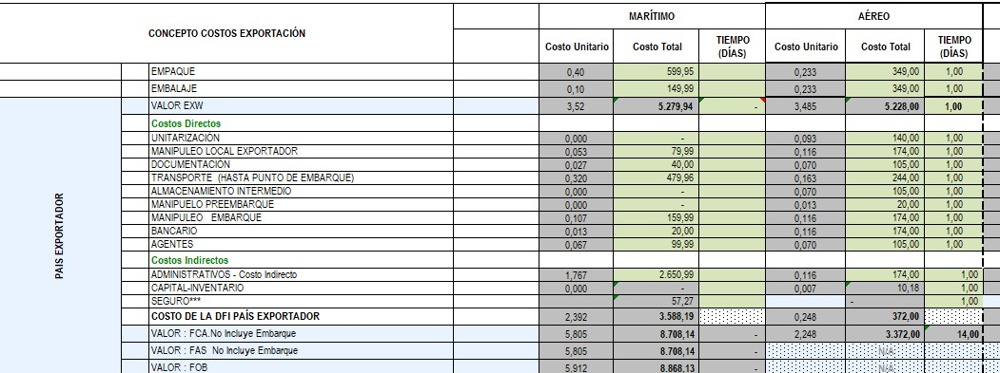 CONCEPTO COSTOS EXPORTACIÓN
MARÍTIMO AÉREO
Costo Unitario Costo Total TIEMPO (DÍAS) Costo Unitario Costo Total TIEMPO (DÍAS)
EMPAQUE 0,40 599,95 0,233 349,00 1,00
EMBALAJE 0,10 149,99 0,233 349,00 1,00
VALOR EXW 3,52 5.279,94 - 3,485 5.228,00 1,00
Costos Directos
UNITARIZACIÓN 0,000 - 0,093 140,00 1,00
MANIPULEO LOCAL EXPORTADOR 0,053 79,99 0,116 174,00 1,00
DOCUMENTACIÓN 0,027 40,00 0,070 105,00 1,00
TRANSPORTE (HASTA PUNTO DE EMBARQUE) 0,320 479,96 0,163 244,00 1,00
ALMACENAMIENTO INTERMEDIO 0,000 - 0,070 105,00 1,00
MANIPUELO PREEMBARQUE 0,000 - 0,013 20,00 1,00
MANIPULEO EMBARQUE 0,107 159,99 0,116 174,00 1,00
BANCARIO 0,013 20,00 0,116 174,00 1,00
AGENTES 0,067 99,99 0,070 105,00 1,00
PAIS EXPORTADOR
Costos Indirectos
ADMINISTRATIVOS - Costo Indirecto 1,767 2.650,99 0,116 174,00 1,00
CAPITAL-INVENTARIO 0,000 - 0,007 10,18 1,00
SEGURO*** 57,27 - 1,00
COSTO DE LA DFI PAÍS EXPORTADOR 2,392 3.588,19 0,248 372,00
VALOR : FCA.No Incluye Embarque 5,805 8.708,14 - 2,248 3.372,00 14,00
VALOR : FAS No Incluye Embarque 5,805 8.708,14 - N/A
VALOR : FOB 5,912 8.868,13 - N/A